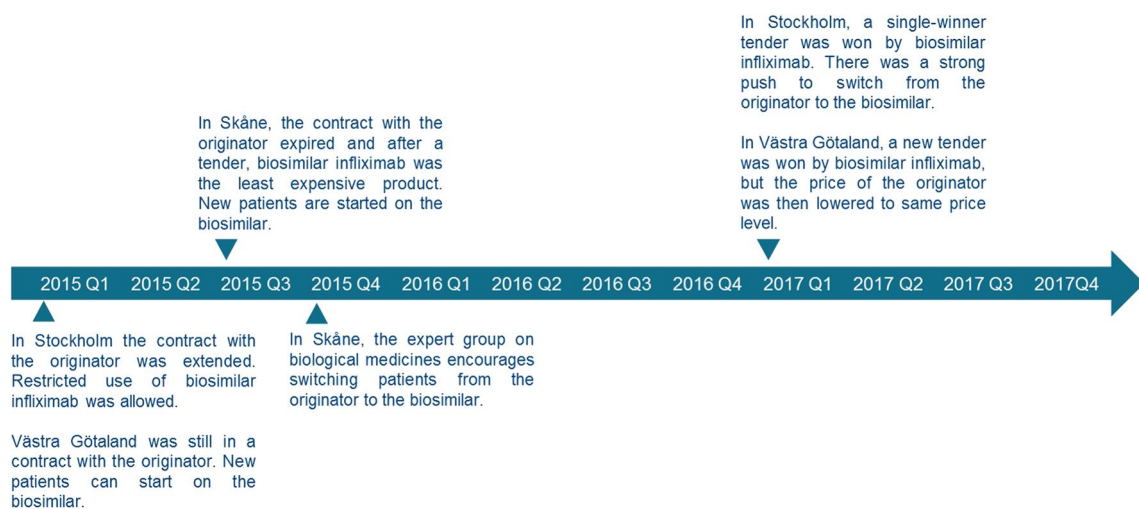 In Stockholm, a single-winner
tender was won by biosimilar
infliximab. There was a strong
push to switch from the
originator to the biosimilar.
In Västra Götaland, a new tender
was won by biosimilar infliximab,
but the price of the originator
was then lowered to same price
level.
In Skåne, the contract with the
originator expired and after a
tender, biosimilar infliximab was
the least expensive product.
New patients are started on the
biosimilar.
2015 Q1 2015 Q2 2015 Q3 2015 Q4 2016 Q1 2016 Q2 2016 Q3 2016 Q4 2017 Q1 2017 Q2 2017 Q3 2017Q4
In Stockholm the contract with
the originator was extended.
Restricted use of biosimilar
infliximab was allowed.
Västra Götaland was still in a
contract with the originator. New
patients can start on the
biosimilar.
In Skåne, the expert group on
biological medicines encourages
switching patients from the
originator to the biosimilar.